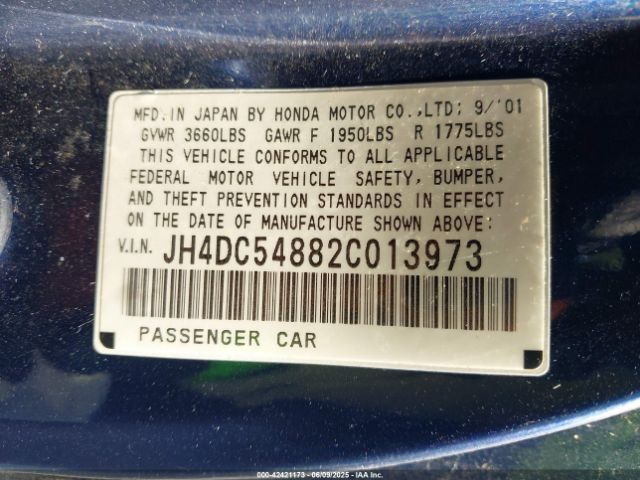 MFD. IN JAPAN BY HONDA MOTOR CO., LTD; 9/'01
GVWR 3660LBS GAWR F 1950LBS R 1775LBS
THIS VEHICLE CONFORMS TO ALL APPLICABLE
FEDERAL MOTOR VEHICLE SAFETY, BUMPER,
AND THEFT PREVENTION STANDARDS IN EFFECT
ON THE DATE OF MANUFACTURE SHOWN ABOVE:
V.I.N. JH4DC54882C013973
PASSENGER CAR
000-42421173 06/09/2025 IAA Inc.